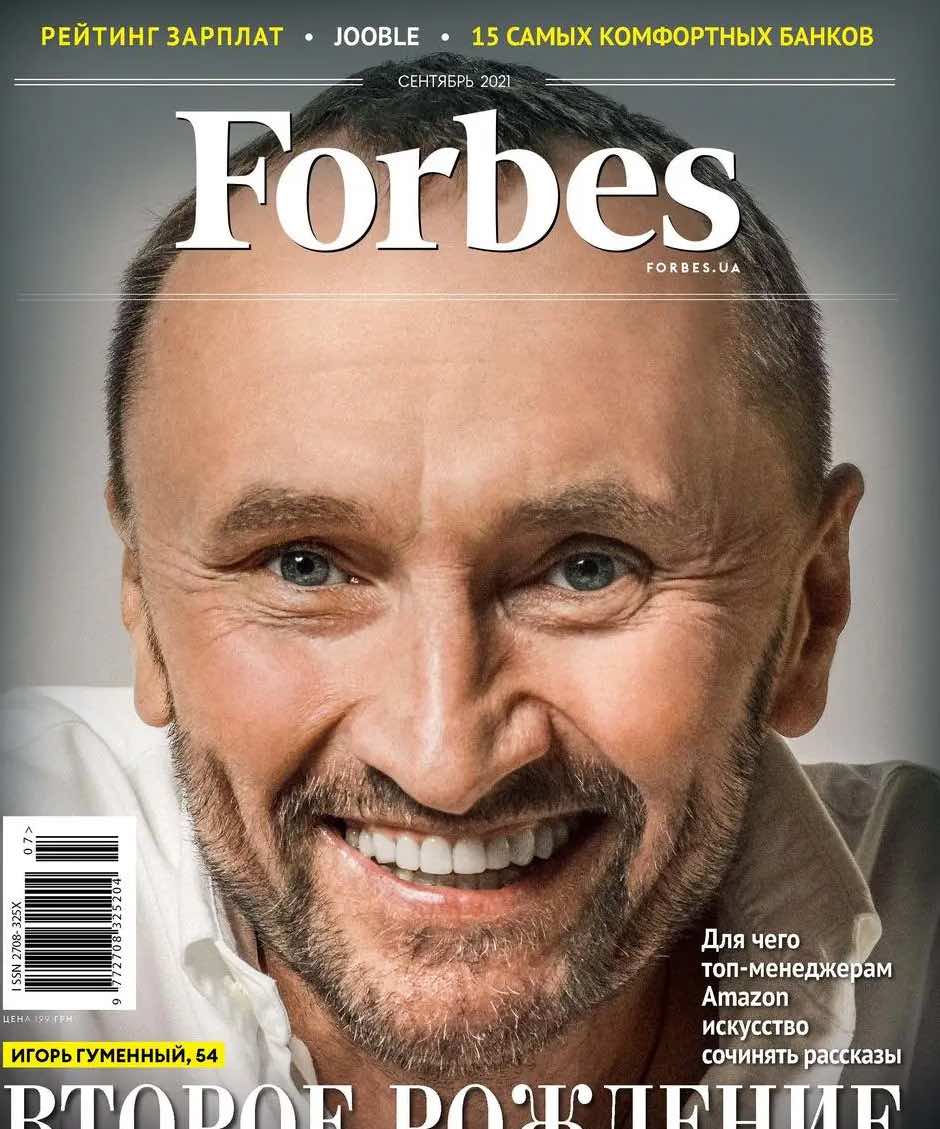 РЕЙТИНГ ЗАРПЛАТ • JOOBLE • 15 САМЫХ КОМФОРТНЫХ БАНКОВ
СЕНТЯБРЬ 2021
Forbes
FORBES.UA
07>
ISSN 2708-325X
9 772708 325204
ЦЕНА 199 ГРН
Для чего
топ-менеджерам
Amazon
искусство
сочинять рассказы
ИГОРЬ ГУМЕННЫЙ, 54
ВТОРОЕ РОЖДЕНИЕ